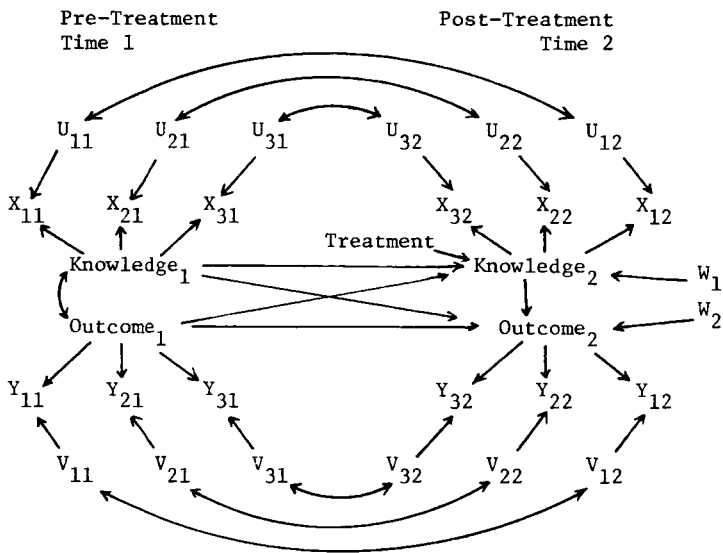 Pre-Treatment Post-Treatment
Time 1 Time 2
U11 U21 U31 U32 U22 U12
X11 X21 X31 X32 X22 X12
Treatment
Knowledge1 Knowledge2 W1
Outcome1 Outcome2 W2
Y11 Y21 Y31 Y32 Y22 Y12
V11 V21 V31 V32 V22 V12